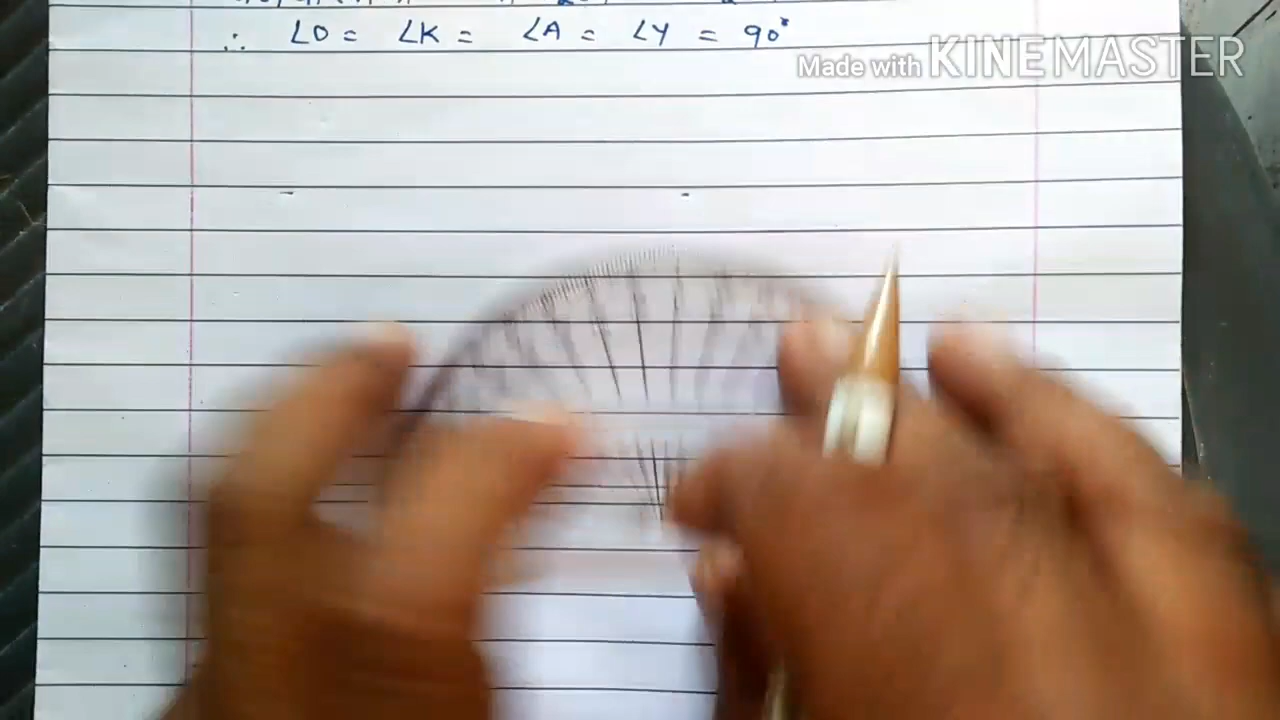 ∴ ∠O = ∠K = ∠A = ∠Y = 90°
Made with KINEMASTER